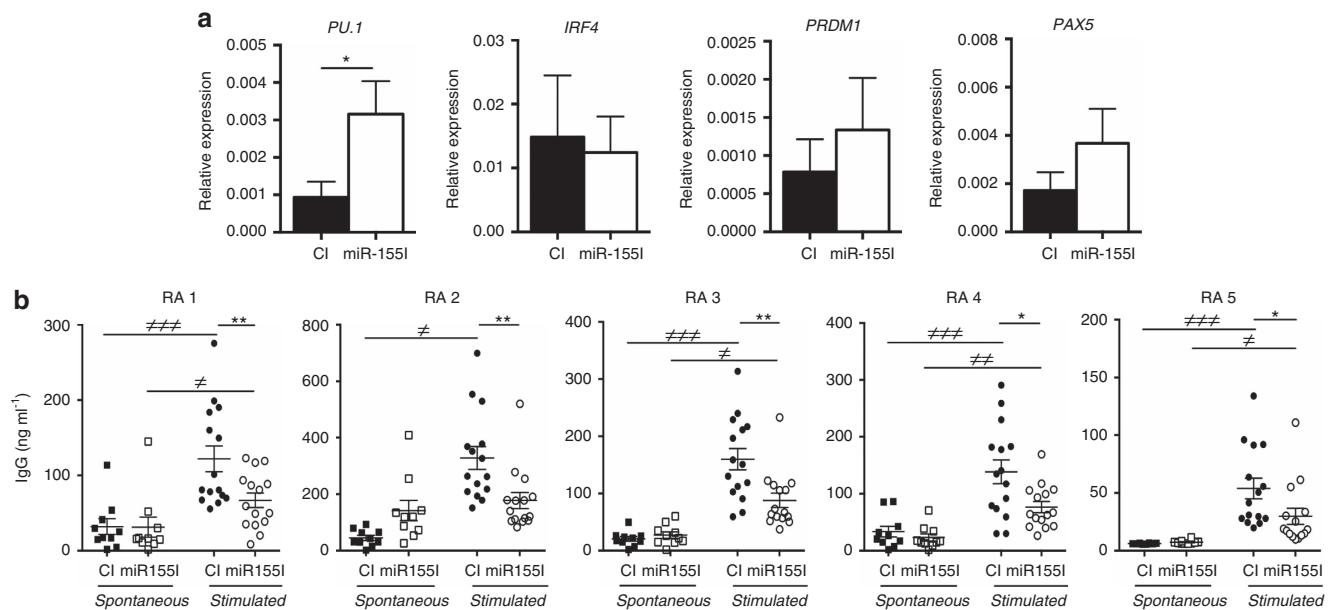 a
PU.1
IRF4
PRDM1
PAX5
Relative expression
0.005
0.004
0.003
0.002
0.001
0.000
*
CI miR-155I
Relative expression
0.03
0.02
0.01
0.00
CI miR-155I
Relative expression
0.0025
0.0020
0.0015
0.0010
0.0005
0.0000
CI miR-155I
Relative expression
0.008
0.006
0.004
0.002
0.000
CI miR-155I
b
RA 1
RA 2
RA 3
RA 4
RA 5
IgG (ng ml⁻¹)
300
200
100
0
≠≠≠ **
≠
CI miR155I CI miR155I
Spontaneous Stimulated
800
600
400
200
0
≠ **
CI miR155I CI miR155I
Spontaneous Stimulated
400
300
200
100
0
≠≠≠ **
≠
CI miR155I CI miR155I
Spontaneous Stimulated
400
300
200
100
0
≠≠≠ *
≠≠
CI miR155I CI miR155I
Spontaneous Stimulated
200
150
100
50
0
≠≠≠ *
≠
CI miR155I CI miR155I
Spontaneous Stimulated